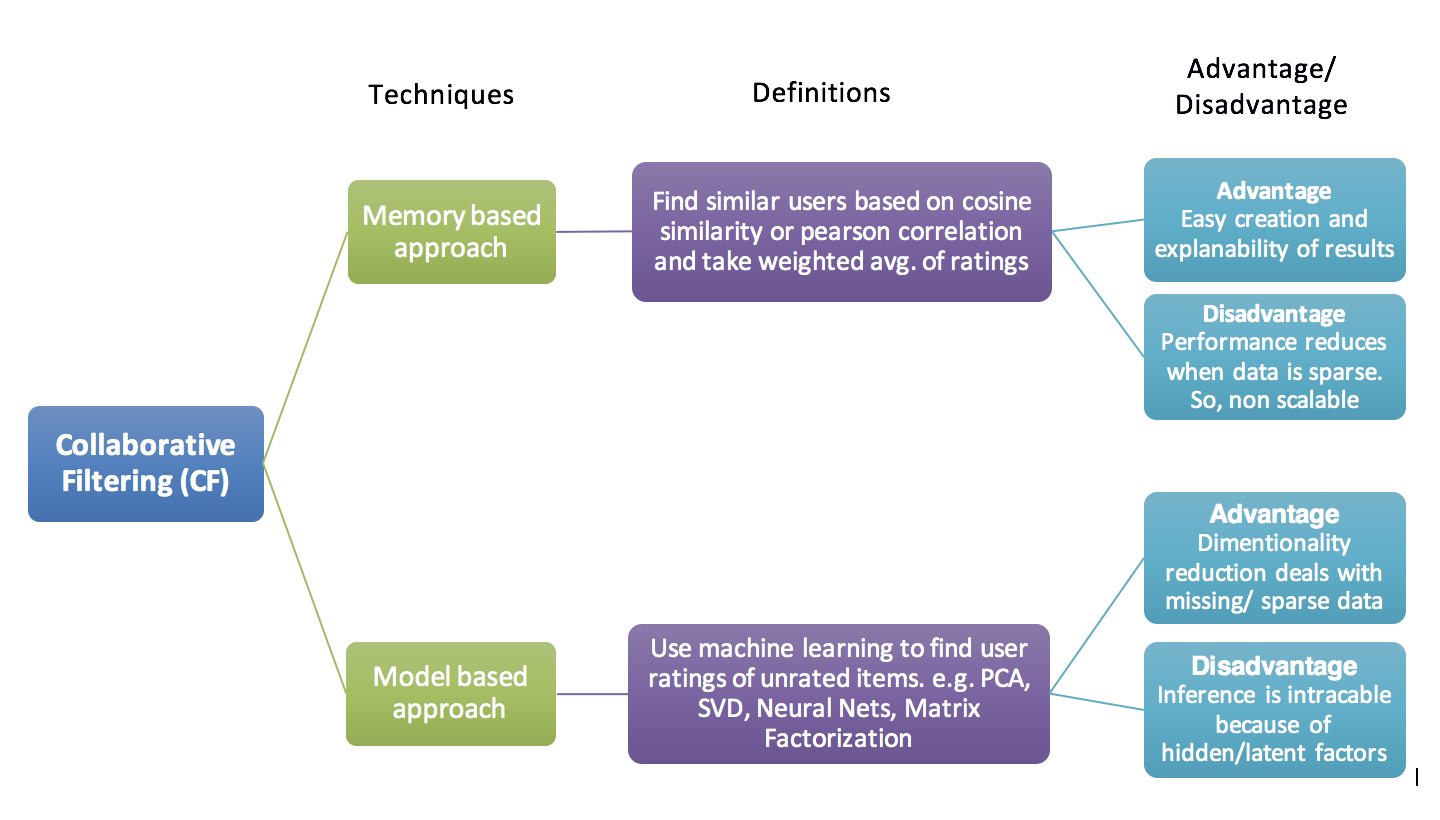 Techniques
Definitions
Advantage/
Disadvantage
Memory based
approach
Find similar users based on cosine
similarity or pearson correlation
and take weighted avg. of ratings
Advantage
Easy creation and
explanability of results
Disadvantage
Performance reduces
when data is sparse.
So, non scalable
Collaborative
Filtering (CF)
Model based
approach
Use machine learning to find user
ratings of unrated items. e.g. PCA,
SVD, Neural Nets, Matrix
Factorization
Advantage
Dimentionality
reduction deals with
missing/ sparse data
Disadvantage
Inference is intracable
because of
hidden/latent factors